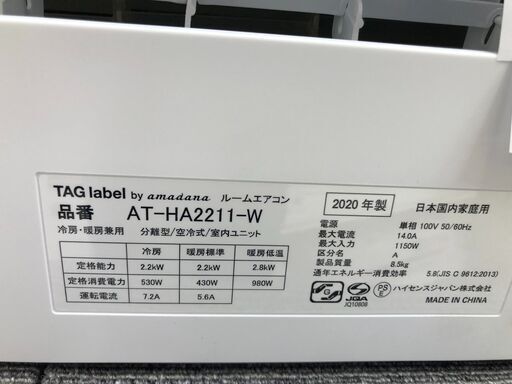 TAG label by amadana ルームエアコン
品番 AT-HA2211-W
冷房・暖房兼用 分離型/空冷式/室内ユニット
冷房 暖房標準 暖房低温
定格能力 2.2kW 2.2kW 2.8kW
定格消費電力 530W 430W 980W
運転電流 7.2A 5.6A
2020年製 日本国内家庭用
電源 単相 100V 50/60Hz
最大電流 14.0A
最大入力 1150W
区分名 A
製品質量 8.5kg
通年エネルギー消費効率 5.8(JIS C 9612:2013)
JQA
JQ10808
PS
E
ハイセンスジャパン株式会社
MADE IN CHINA